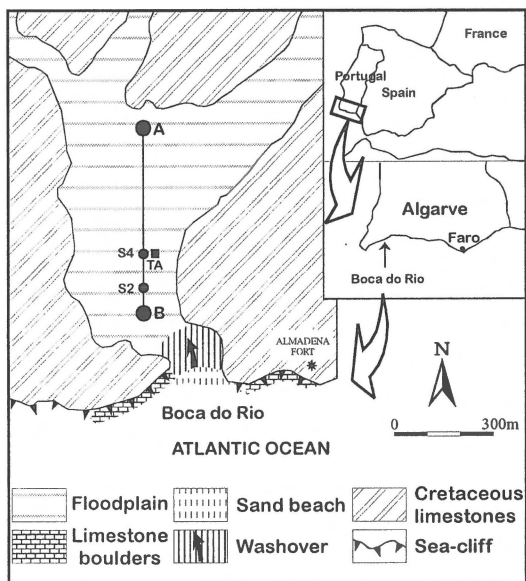 France
Portugal
Spain
A
Algarve
Faro
S4
TA
Boca do Rio
S2
B
ALMADENA
FORT
N
Boca do Rio
0 300m
ATLANTIC OCEAN
Floodplain
Sand beach
Cretaceous
limestones
Limestone
boulders
Washover
Sea-cliff